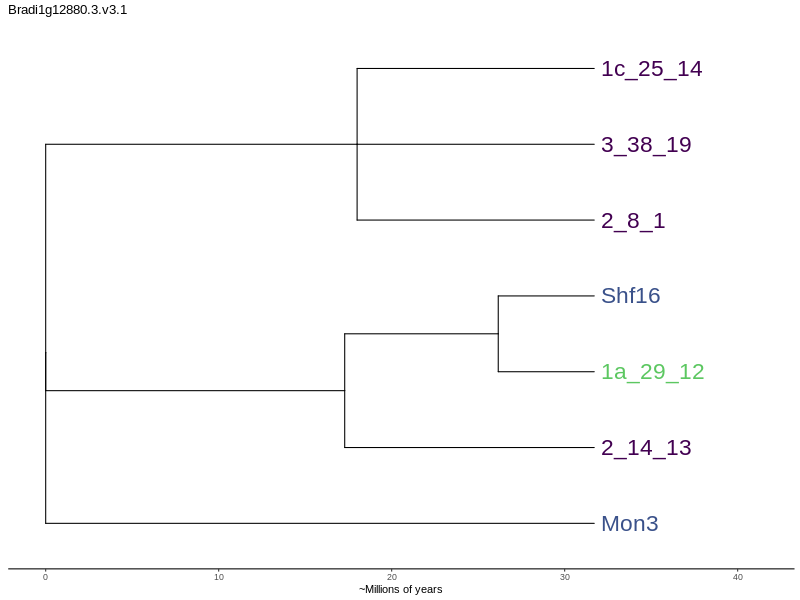 Bradi1g12880.3.v3.1
1c_25_14
3_38_19
2_8_1
Shf16
1a_29_12
2_14_13
Mon3
0 10 20 30 40
~Millions of years